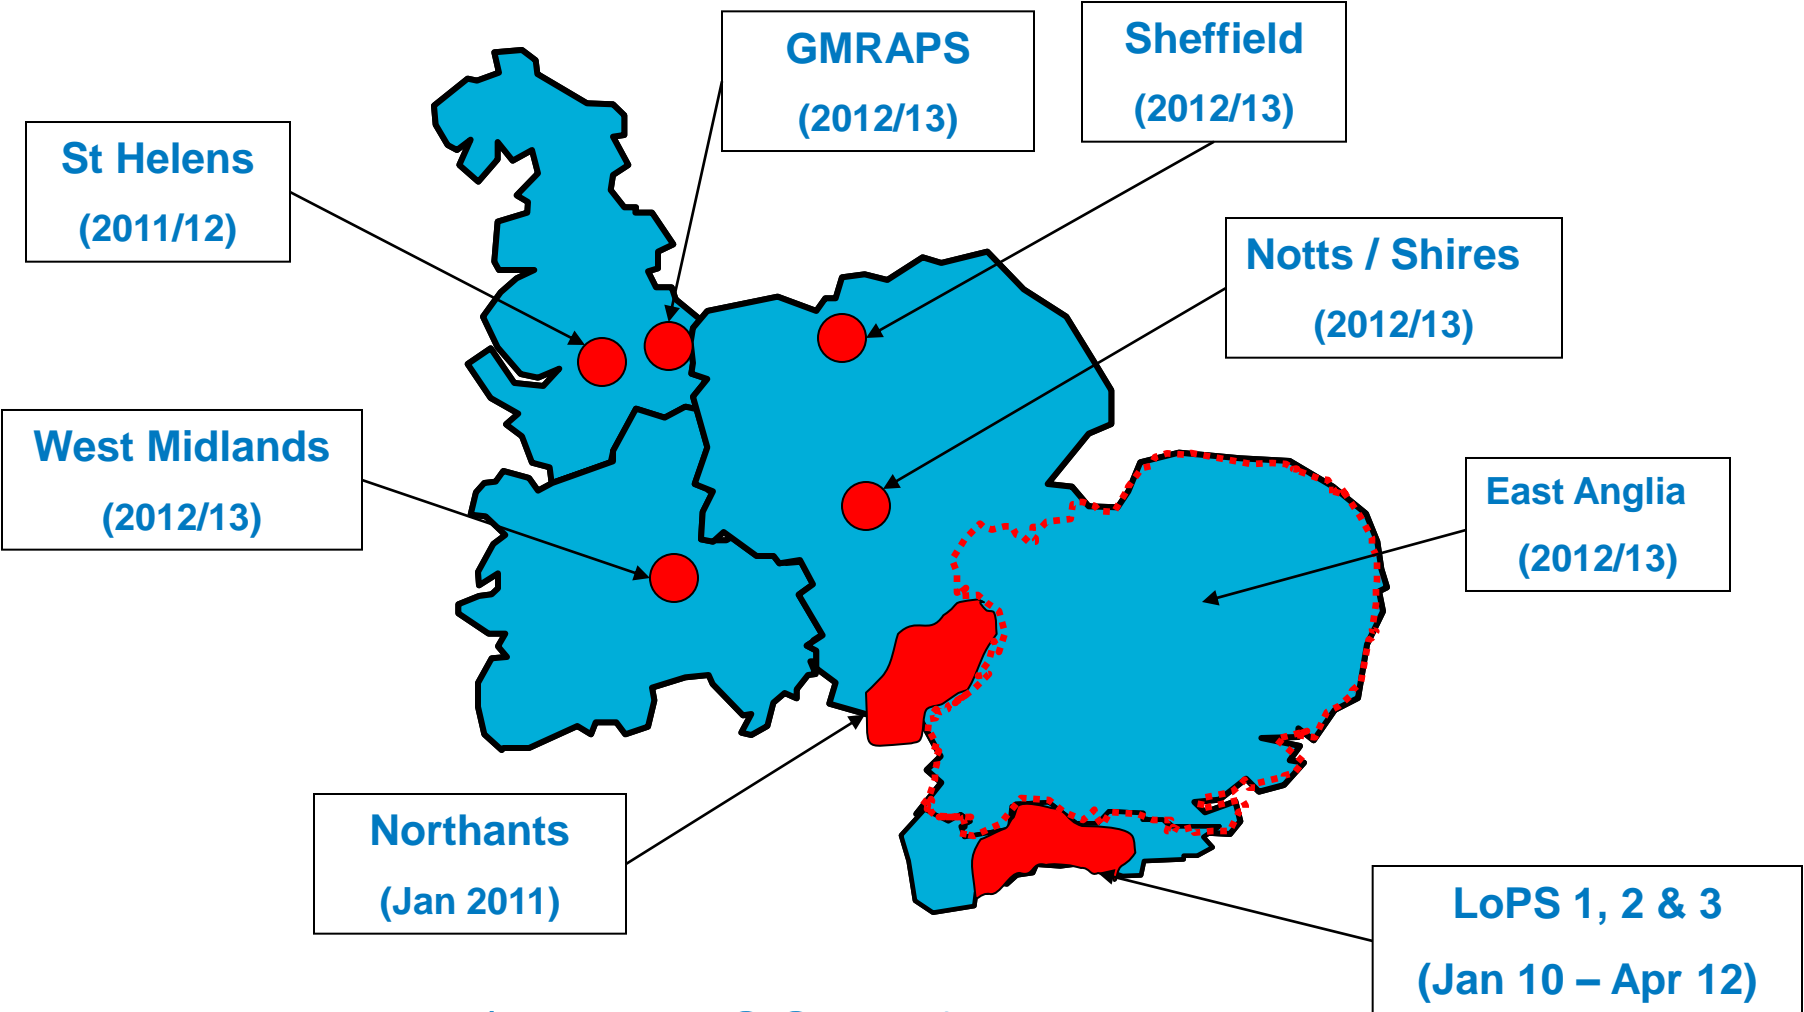 GMRAPS
(2012/13)
Sheffield
(2012/13)
St Helens
(2011/12)
Notts / Shires
(2012/13)
West Midlands
(2012/13)
East Anglia
(2012/13)
Northants
(Jan 2011)
LoPS 1, 2 & 3
(Jan 10 – Apr 12)